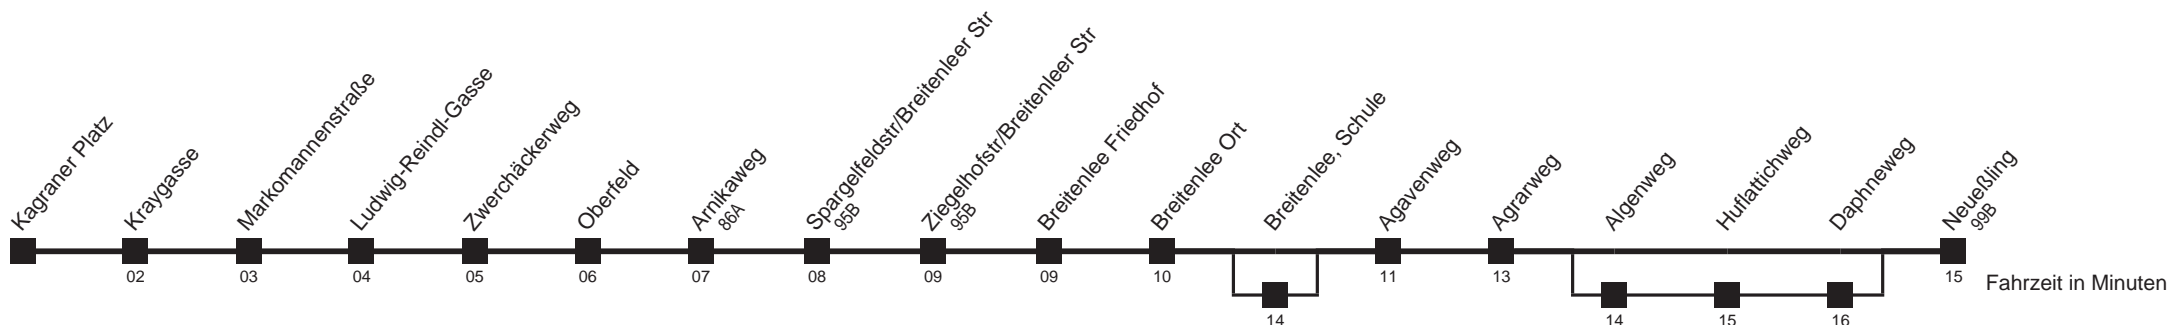 Kagraner Platz
Kraygasse
Markomannenstraße
Ludwig-Reindl-Gasse
Zwerchäckerweg
Oberfeld
Arnikaweg
86A
Spargelfeldstr/Breitenleer Str
95B
Ziegelhofstr/Breitenleer Str
95B
Breitenlee Friedhof
Breitenlee Ort
Breitenlee, Schule
Agavenweg
Agrarweg
Algenweg
Huflattichweg
Daphneweg
Neueßling
99B
02 03 04 05 06 07 08 09 09 10 11 13 15
Fahrzeit in Minuten
14 14 15 16